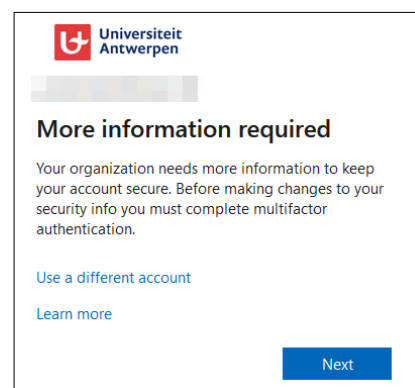 Universiteit
Antwerpen
More information required
Your organization needs more information to keep
your account secure. Before making changes to your
security info you must complete multifactor
authentication.
Use a different account
Learn more
Next